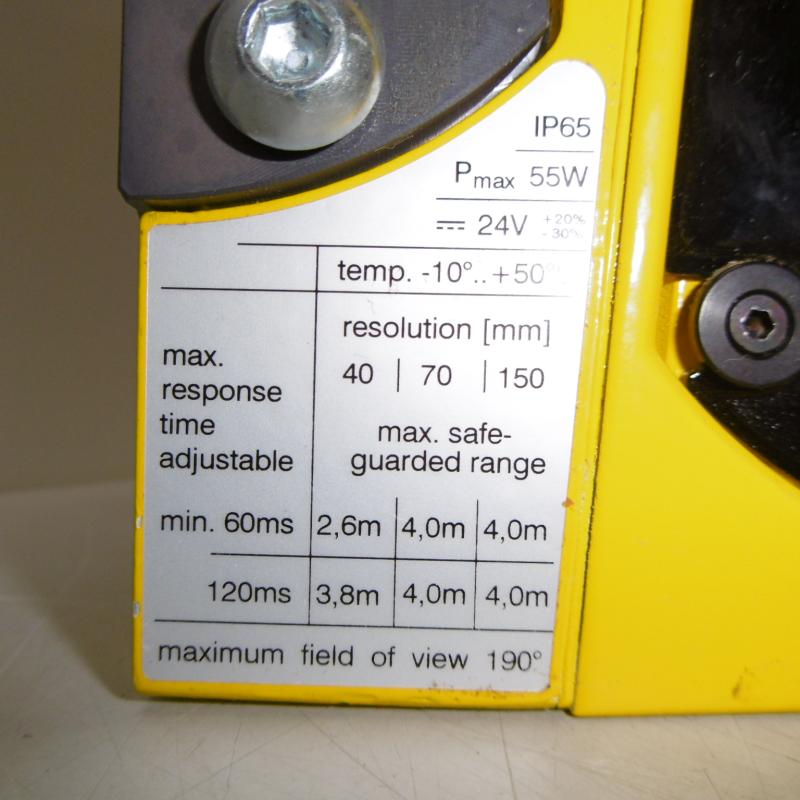 IP65
Pmax 55W
⎓ 24V +20% -30%
temp. -10°..+50°
resolution [mm]
40 | 70 | 150
max.
response
time
adjustable
max. safe-
guarded range
min. 60ms 2,6m 4,0m 4,0m
120ms 3,8m 4,0m 4,0m
maximum field of view 190°